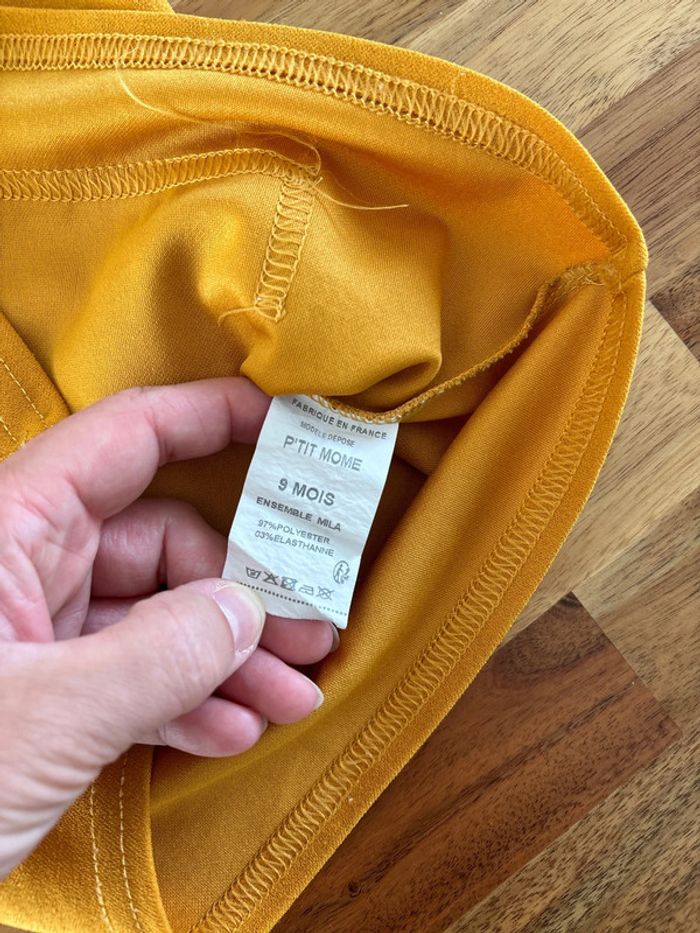 FABRIQUE EN FRANCE
MODELE DEPOSE
P'TIT MOME
9 MOIS
ENSEMBLE MILA
97%POLYESTER
03%ELASTHANNE